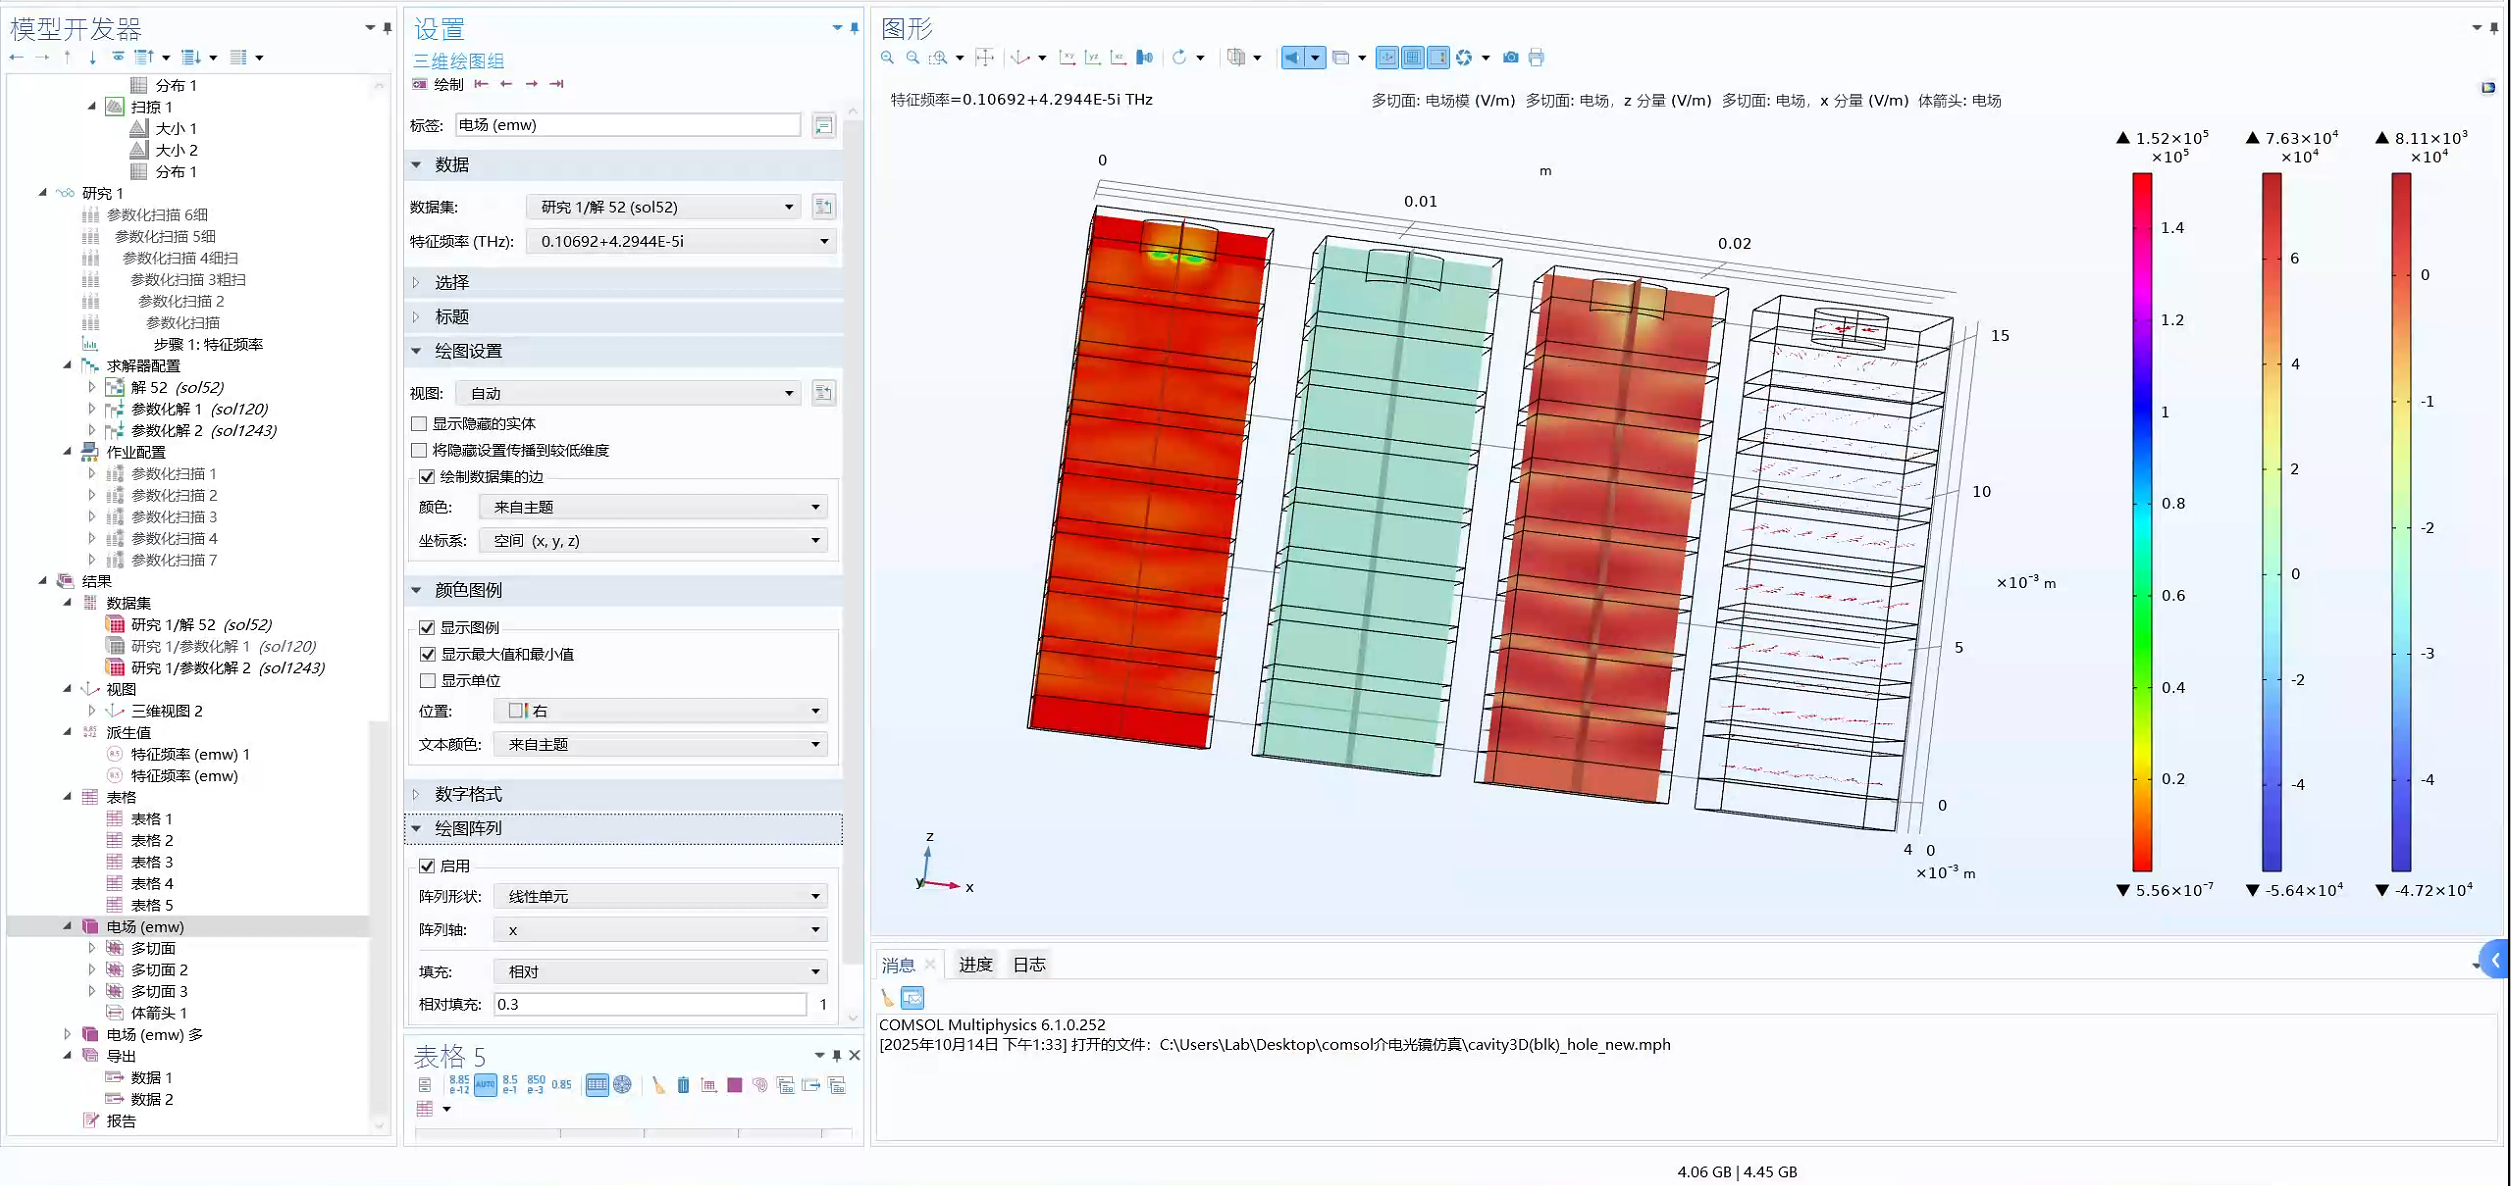 模型开发器
分布 1
扫掠 1
大小 1
大小 2
分布 1
研究 1
参数化扫描 6细
参数化扫描 5细
参数化扫描 4细扫
参数化扫描 3粗扫
参数化扫描 2
参数化扫描
步骤 1: 特征频率
求解器配置
解 52 (sol52)
参数化解 1 (sol120)
参数化解 2 (sol1243)
作业配置
参数化扫描 1
参数化扫描 2
参数化扫描 3
参数化扫描 4
参数化扫描 7
结果
数据集
研究 1/解 52 (sol52)
研究 1/参数化解 1 (sol120)
研究 1/参数化解 2 (sol1243)
视图
三维视图 2
派生值
特征频率 (emw) 1
特征频率 (emw)
表格
表格 1
表格 2
表格 3
表格 4
表格 5
电场 (emw)
多切面
多切面 2
多切面 3
体箭头 1
电场 (emw) 多
导出
数据 1
数据 2
报告
设置
三维绘图组
绘制
标签: 电场 (emw)
数据
数据集: 研究 1/解 52 (sol52)
特征频率 (THz): 0.10692+4.2944E-5i
选择
标题
绘图设置
视图: 自动
显示隐藏的实体
将隐藏设置传播到较低维度
绘制数据集的边
颜色: 来自主题
坐标系: 空间 (x, y, z)
颜色图例
显示图例
显示最大值和最小值
显示单位
位置: 右
文本颜色: 来自主题
数字格式
绘图阵列
启用
阵列形状: 线性单元
阵列轴: x
填充: 相对
相对填充: 0.3 1
表格 5
8.85 e-12 AUTO 8.5 e-1 850 e-3 0.85
图形
特征频率=0.10692+4.2944E-5i THz
多切面: 电场模 (V/m) 多切面: 电场, z 分量 (V/m) 多切面: 电场, x 分量 (V/m) 体箭头: 电场
0
0.01
0.02
m
15
10
5
0
×10⁻³ m
4 0
×10⁻³ m
z
y
x
▲ 1.52×10⁵
×10⁵
1.4
1.2
1
0.8
0.6
0.4
0.2
▼ 5.56×10⁻⁷
▲ 7.63×10⁴
×10⁴
6
4
2
0
-2
-4
▼ -5.64×10⁴
▲ 8.11×10³
×10⁴
0
-1
-2
-3
-4
▼ -4.72×10⁴
消息 进度 日志
COMSOL Multiphysics 6.1.0.252
[2025年10月14日 下午1:33] 打开的文件: C:\Users\Lab\Desktop\comsol介电光镜仿真\cavity3D(blk)_hole_new.mph
4.06 GB | 4.45 GB